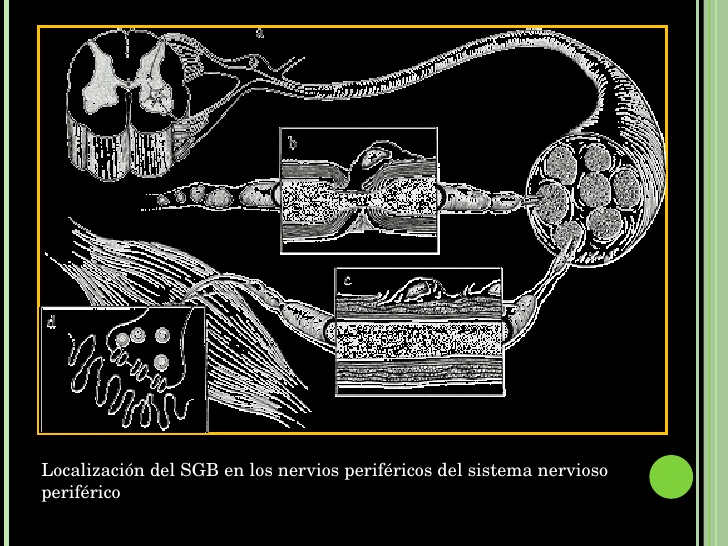 a
b
c
d
Localización del SGB en los nervios periféricos del sistema nervioso
periférico